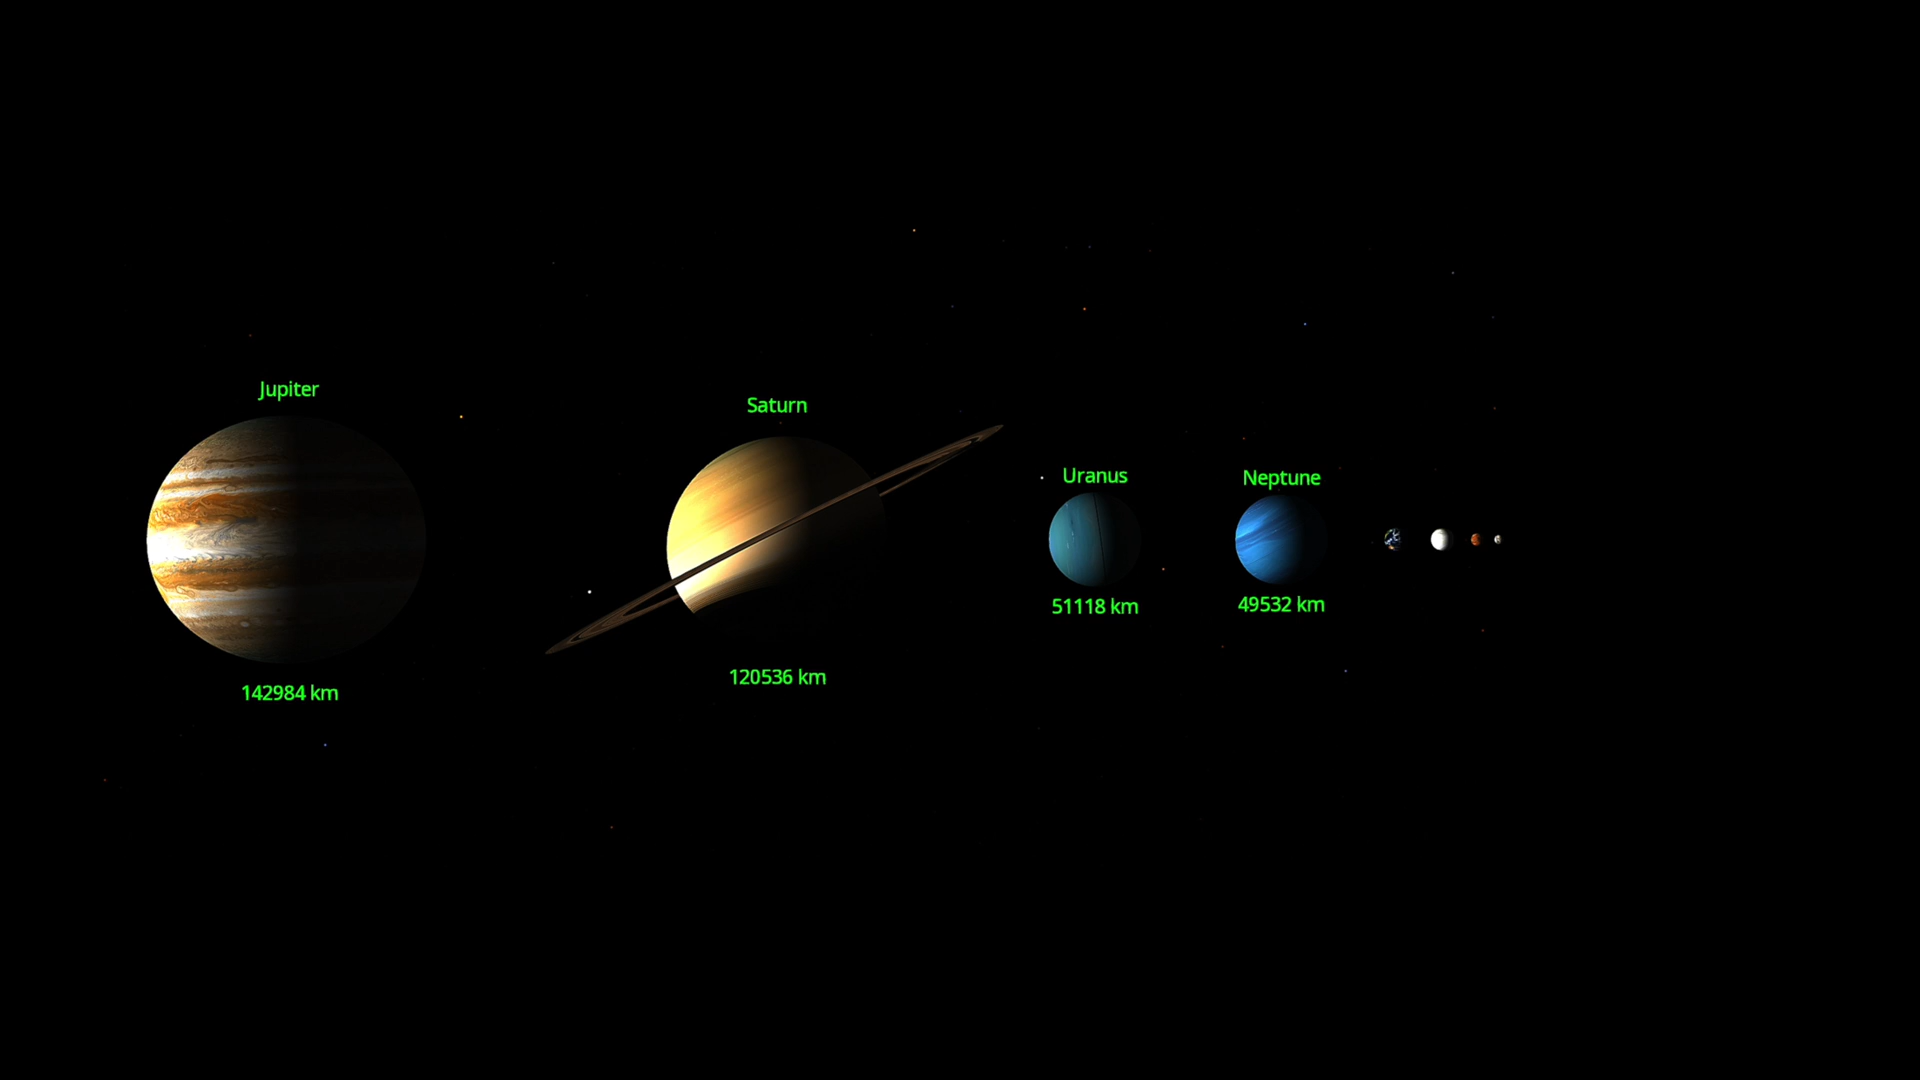 Jupiter
142984 km
Saturn
120536 km
Uranus
51118 km
Neptune
49532 km